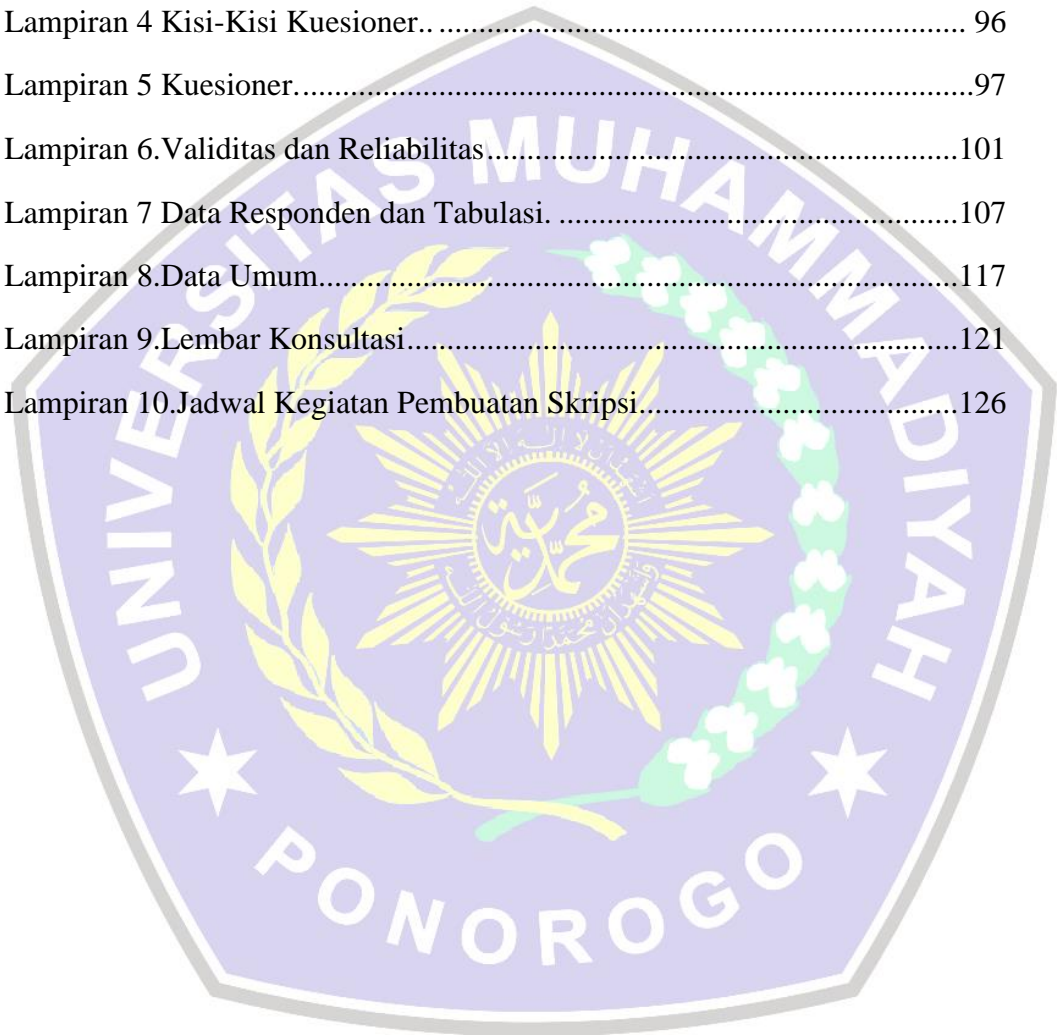 Lampiran 4 Kisi-Kisi Kuesioner.. ........................................................................ 96
Lampiran 5 Kuesioner............................................................................................97
Lampiran 6.Validitas dan Reliabilitas................................................................101
Lampiran 7 Data Responden dan Tabulasi. ......................................................107
Lampiran 8.Data Umum.......................................................................................117
Lampiran 9.Lembar Konsultasi...........................................................................121
Lampiran 10.Jadwal Kegiatan Pembuatan Skripsi...........................................126
UNIVERSITAS MUHAMMADIYAH
محمدية
PONOROGO